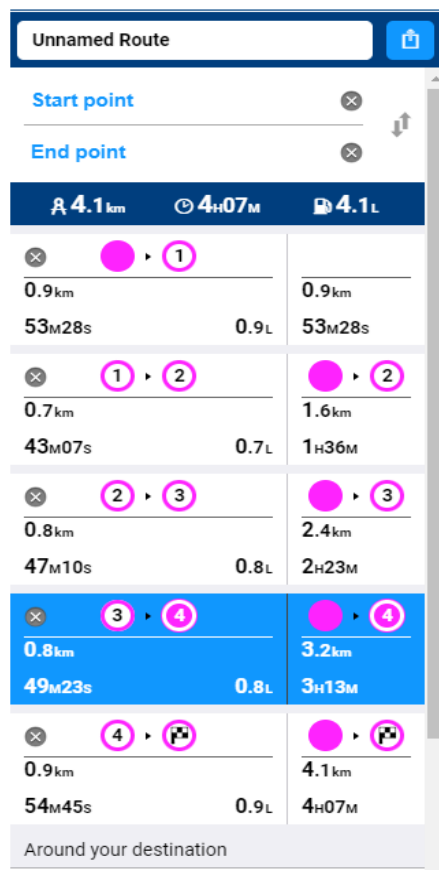 Unnamed Route
Start point
End point
4.1km 4H07M 4.1L
1
0.9km 0.9km
53M28S 0.9L 53M28S
1 2 2
0.7km 1.6km
43M07S 0.7L 1H36M
2 3 3
0.8km 2.4km
47M10S 0.8L 2H23M
3 4 4
0.8km 3.2km
49M23S 0.8L 3H13M
4
0.9km 4.1km
54M45S 0.9L 4H07M
Around your destination